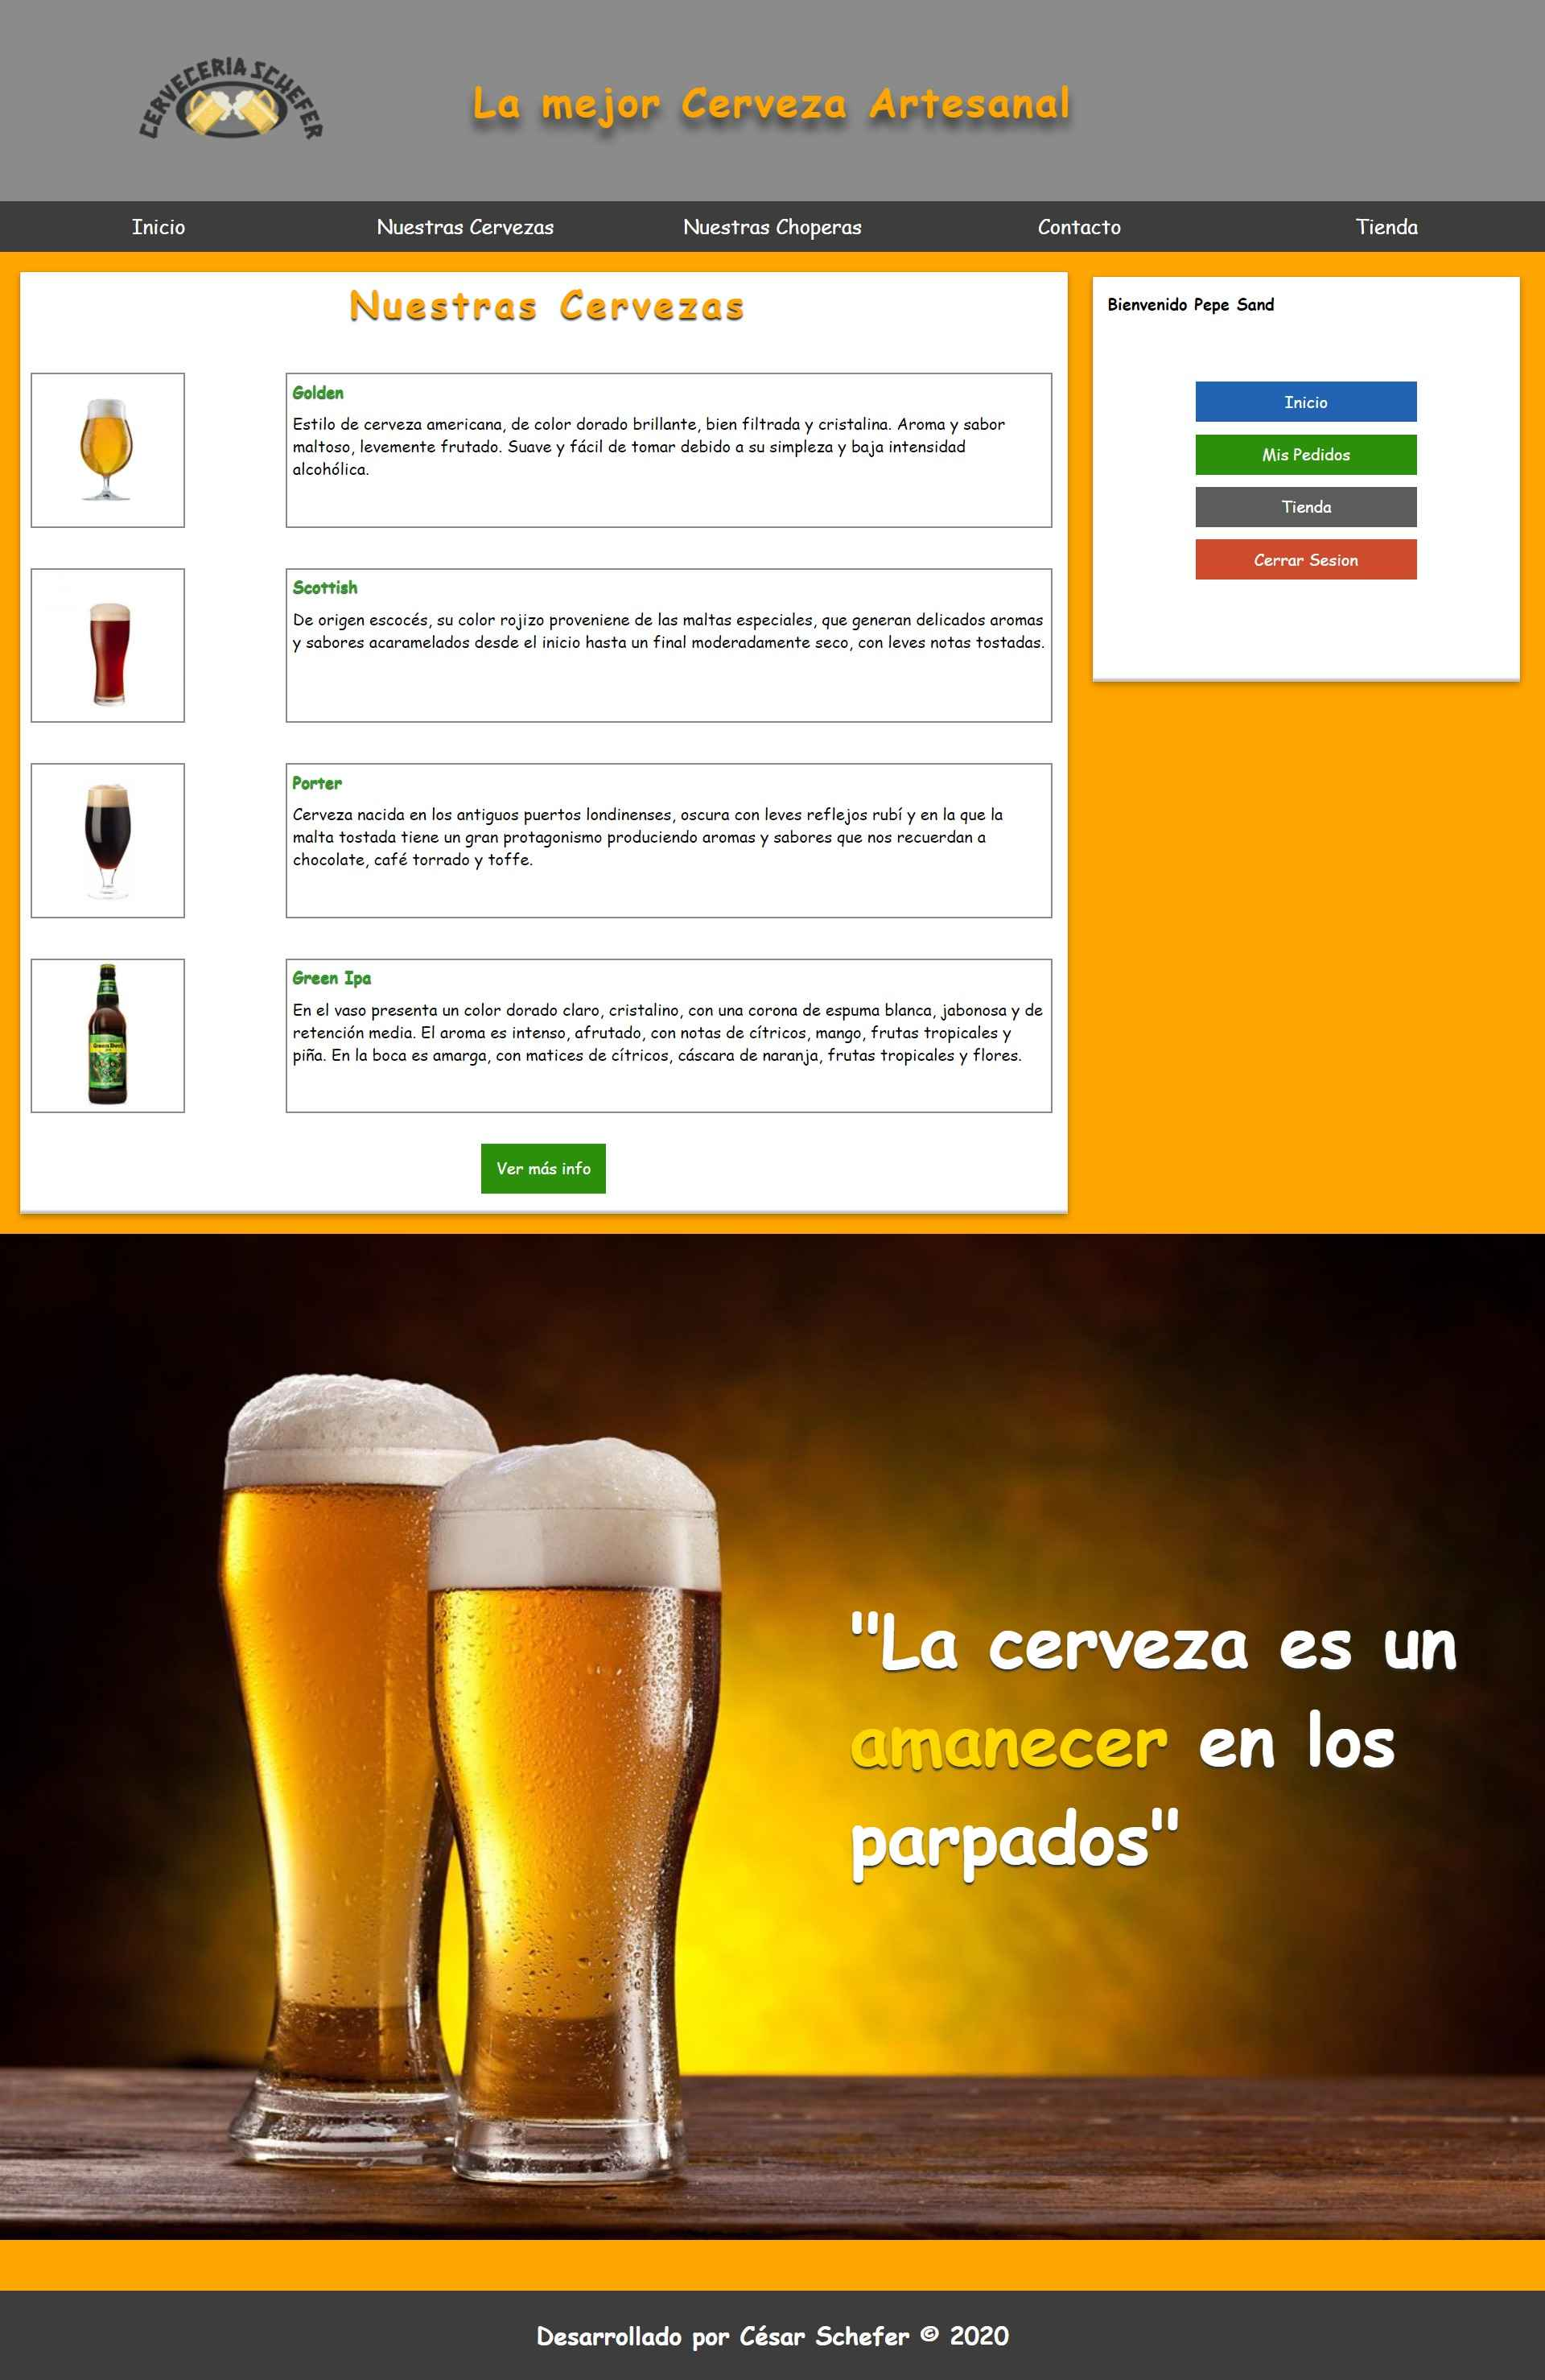 CERVECERIA SCHEFER
La mejor Cerveza Artesanal
Inicio
Nuestras Cervezas
Nuestras Choperas
Contacto
Tienda
Nuestras Cervezas
Golden
Estilo de cerveza americana, de color dorado brillante, bien filtrada y cristalina. Aroma y sabor
maltoso, levemente frutado. Suave y fácil de tomar debido a su simpleza y baja intensidad
alcohólica.
Scottish
De origen escocés, su color rojizo proveniene de las maltas especiales, que generan delicados aromas
y sabores acaramelados desde el inicio hasta un final moderadamente seco, con leves notas tostadas.
Porter
Cerveza nacida en los antiguos puertos londinenses, oscura con leves reflejos rubí y en la que la
malta tostada tiene un gran protagonismo produciendo aromas y sabores que nos recuerdan a
chocolate, café torrado y toffe.
Green Ipa
En el vaso presenta un color dorado claro, cristalino, con una corona de espuma blanca, jabonosa y de
retención media. El aroma es intenso, afrutado, con notas de cítricos, mango, frutas tropicales y
piña. En la boca es amarga, con matices de cítricos, cáscara de naranja, frutas tropicales y flores.
Ver más info
Bienvenido Pepe Sand
Inicio
Mis Pedidos
Tienda
Cerrar Sesion
"La cerveza es un
amanecer en los
parpados"
Desarrollado por César Schefer © 2020